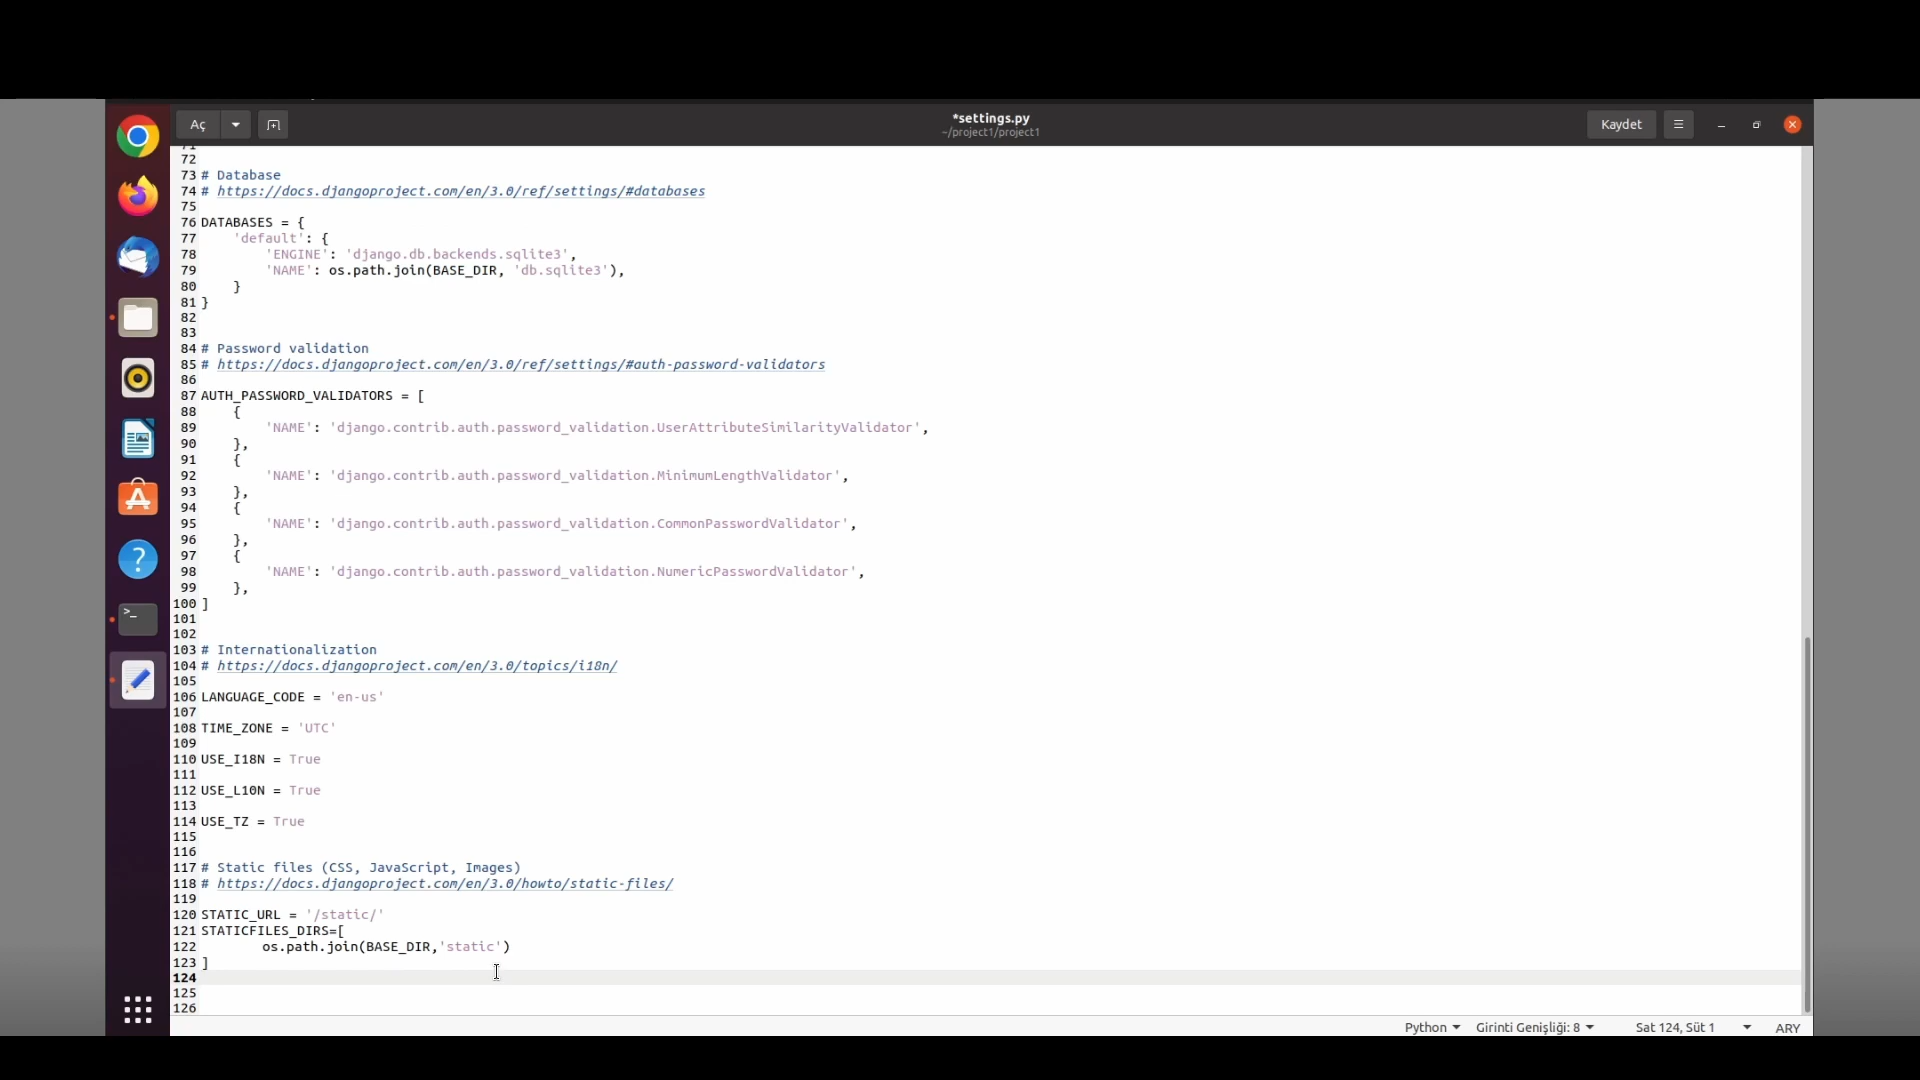 Aç
*settings.py
~/project1/project1
Kaydet
72
73 # Database
74 # https://docs.djangoproject.com/en/3.0/ref/settings/#databases
75
76 DATABASES = {
77     'default': {
78         'ENGINE': 'django.db.backends.sqlite3',
79         'NAME': os.path.join(BASE_DIR, 'db.sqlite3'),
80     }
81 }
82
83
84 # Password validation
85 # https://docs.djangoproject.com/en/3.0/ref/settings/#auth-password-validators
86
87 AUTH_PASSWORD_VALIDATORS = [
88     {
89         'NAME': 'django.contrib.auth.password_validation.UserAttributeSimilarityValidator',
90     },
91     {
92         'NAME': 'django.contrib.auth.password_validation.MinimumLengthValidator',
93     },
94     {
95         'NAME': 'django.contrib.auth.password_validation.CommonPasswordValidator',
96     },
97     {
98         'NAME': 'django.contrib.auth.password_validation.NumericPasswordValidator',
99     },
100 ]
101
102
103 # Internationalization
104 # https://docs.djangoproject.com/en/3.0/topics/i18n/
105
106 LANGUAGE_CODE = 'en-us'
107
108 TIME_ZONE = 'UTC'
109
110 USE_I18N = True
111
112 USE_L10N = True
113
114 USE_TZ = True
115
116
117 # Static files (CSS, JavaScript, Images)
118 # https://docs.djangoproject.com/en/3.0/howto/static-files/
119
120 STATIC_URL = '/static/'
121 STATICFILES_DIRS=[
122         os.path.join(BASE_DIR,'static')
123 ]
124
125
126
Python
Girinti Genişliği: 8
Sat 124, Süt 1
ARY